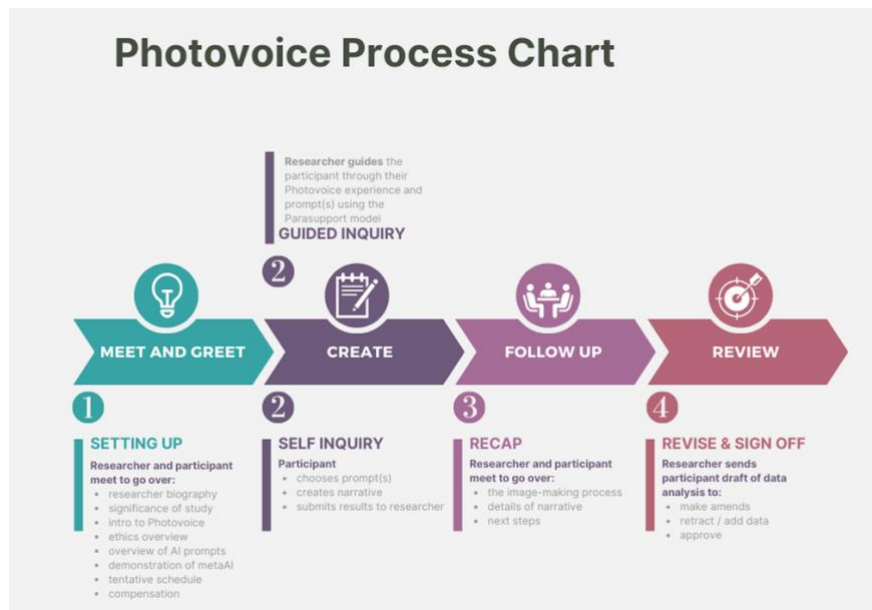 Photovoice Process Chart
Researcher guides the
participant through their
Photovoice experience and
prompt(s) using the
Parasupport model
GUIDED INQUIRY
2
MEET AND GREET
CREATE
FOLLOW UP
REVIEW
1
SETTING UP
Researcher and participant
meet to go over:
• researcher biography
• significance of study
• intro to Photovoice
• ethics overview
• overview of AI prompts
• demonstration of metaAI
• tentative schedule
• compensation
2
SELF INQUIRY
Participant
• chooses prompt(s)
• creates narrative
• submits results to researcher
3
RECAP
Researcher and participant
meet to go over:
• the image-making process
• details of narrative
• next steps
4
REVISE & SIGN OFF
Researcher sends
participant draft of data
analysis to:
• make amends
• retract / add data
• approve